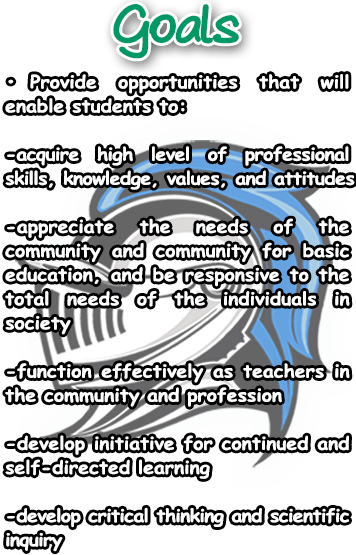 Goals
• Provide opportunities that will
enable students to:
-acquire high level of professional
skills, knowledge, values, and attitudes
-appreciate the needs of the
community and community for basic
education, and be responsive to the
total needs of the individuals in
society
-function effectively as teachers in
the community and profession
-develop initiative for continued and
self-directed learning
-develop critical thinking and scientific
inquiry